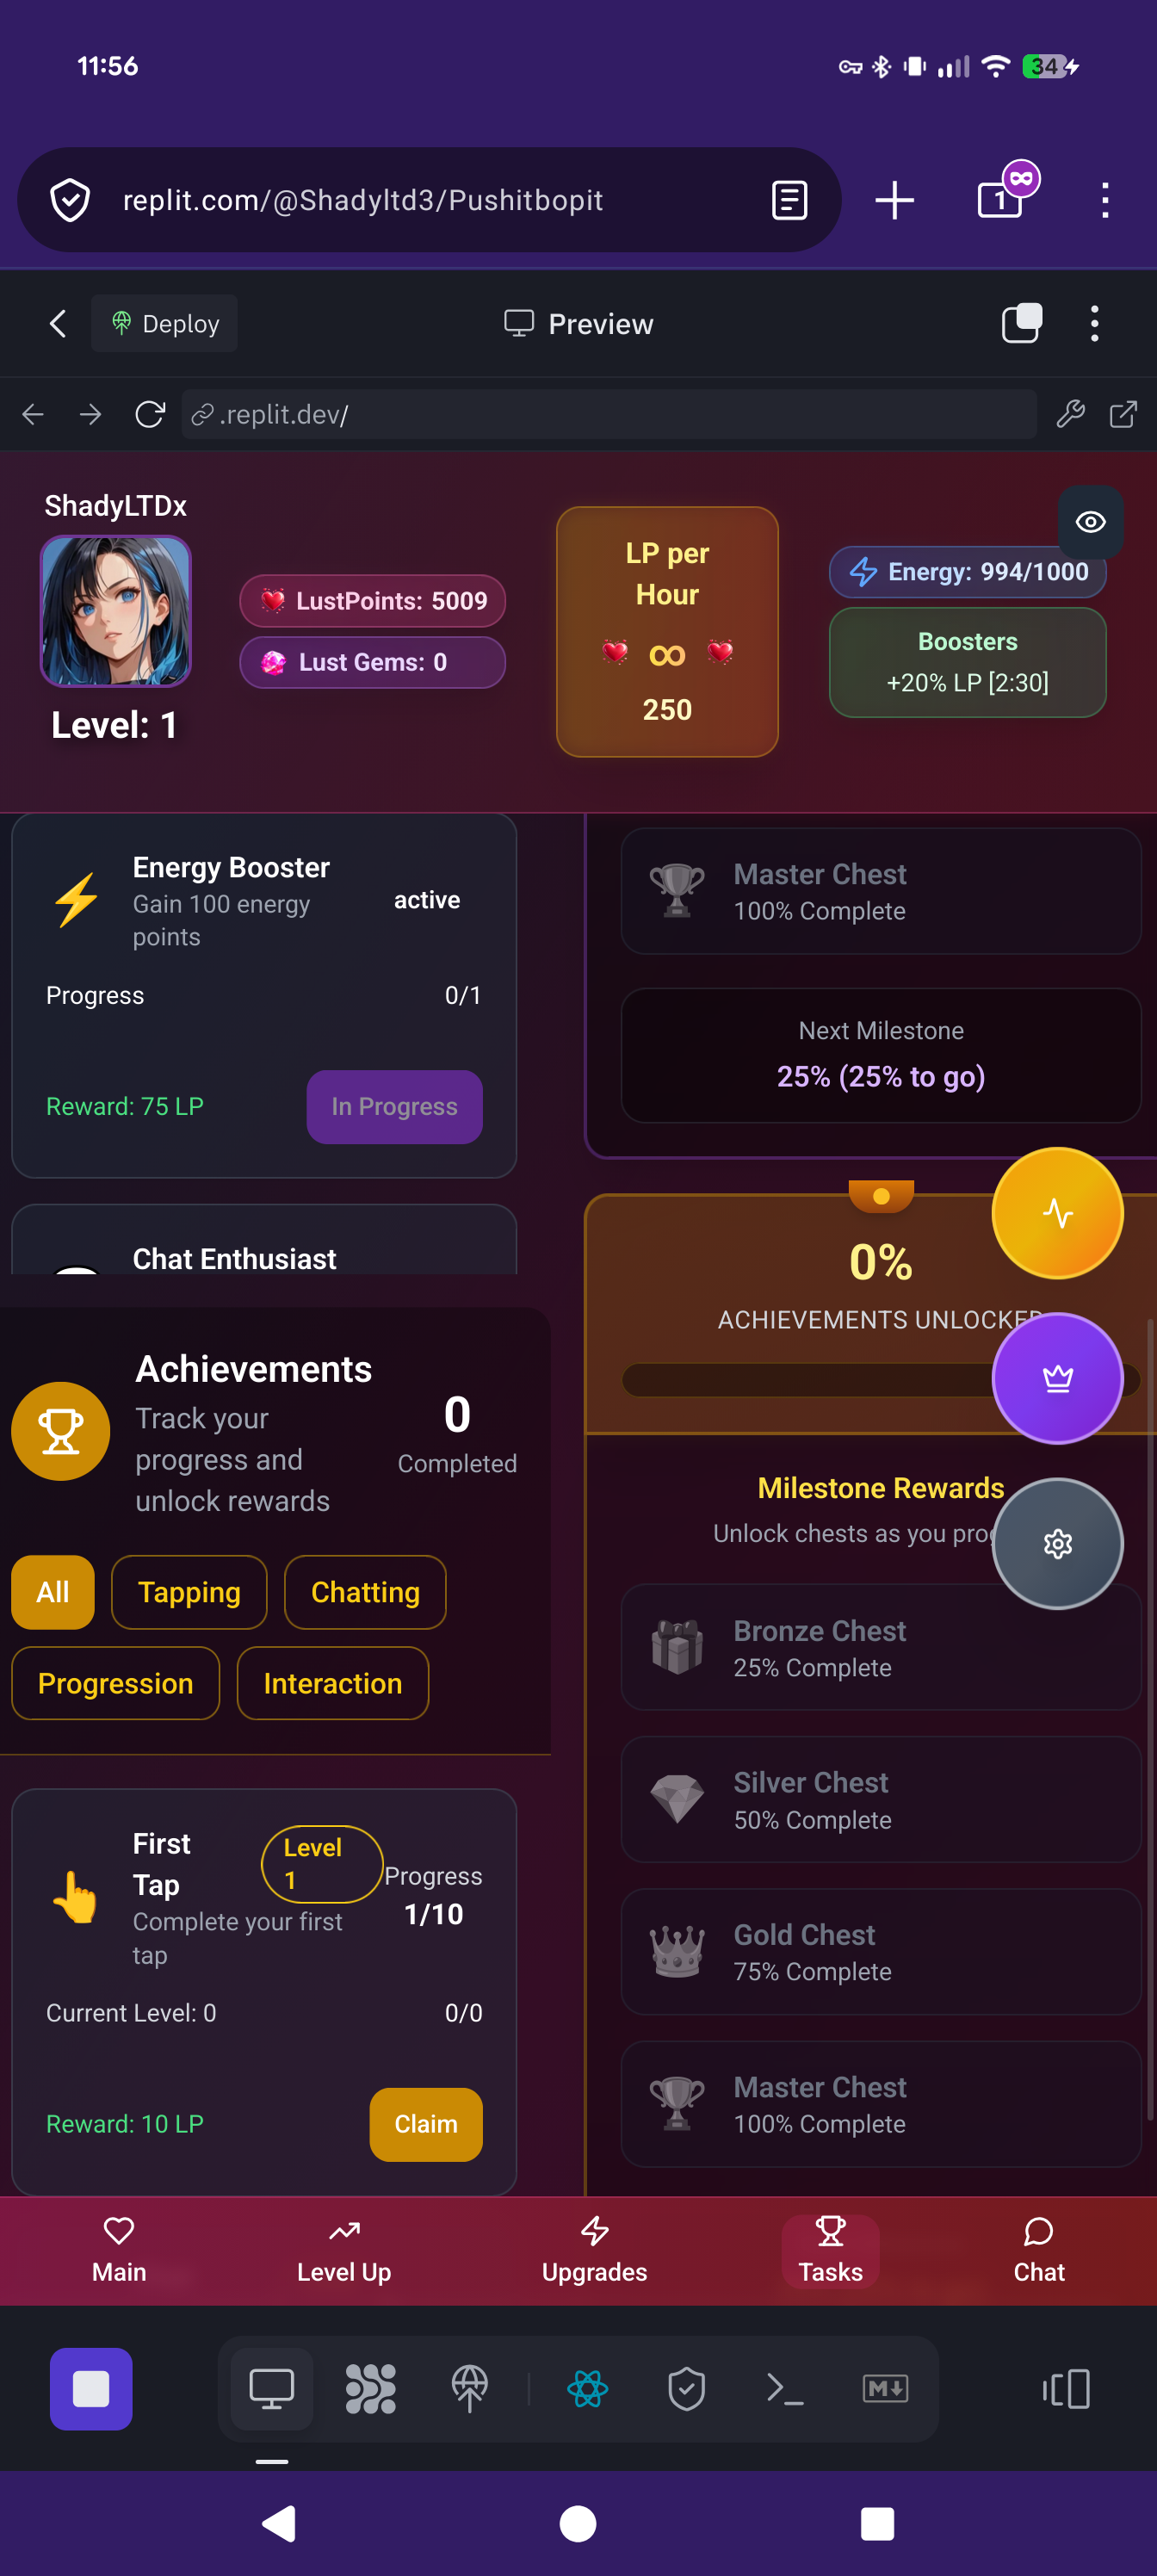 11:56
34
replit.com/@Shadyltd3/Pushitbopit
1
Deploy
Preview
.replit.dev/
ShadyLTDx
Level: 1
LustPoints: 5009
Lust Gems: 0
LP per
Hour
∞
250
Energy: 994/1000
Boosters
+20% LP [2:30]
Energy Booster
Gain 100 energy
points
active
Progress
0/1
Reward: 75 LP
In Progress
Chat Enthusiast
Master Chest
100% Complete
Next Milestone
25% (25% to go)
Achievements
Track your
progress and
unlock rewards
0
Completed
All
Tapping
Chatting
Progression
Interaction
First
Tap
Level
1
Complete your first
tap
Progress
1/10
Current Level: 0
0/0
Reward: 10 LP
Claim
0%
ACHIEVEMENTS UNLOCKED
Milestone Rewards
Unlock chests as you prog
Bronze Chest
25% Complete
Silver Chest
50% Complete
Gold Chest
75% Complete
Master Chest
100% Complete
Main
Level Up
Upgrades
Tasks
Chat
M